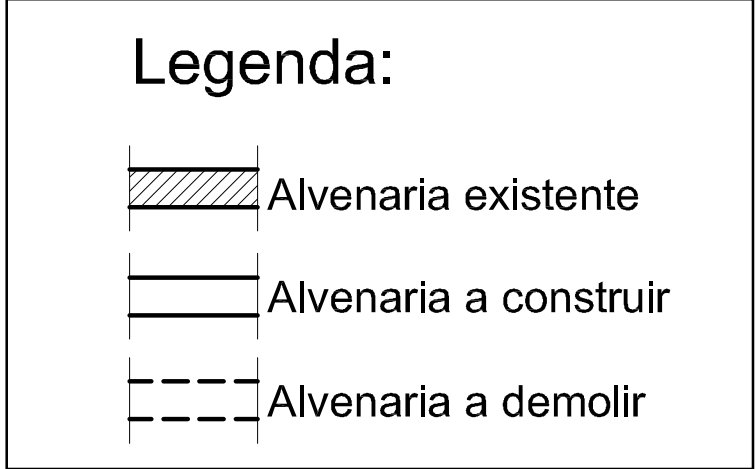 Legenda:
Alvenaria existente
Alvenaria a construir
Alvenaria a demolir